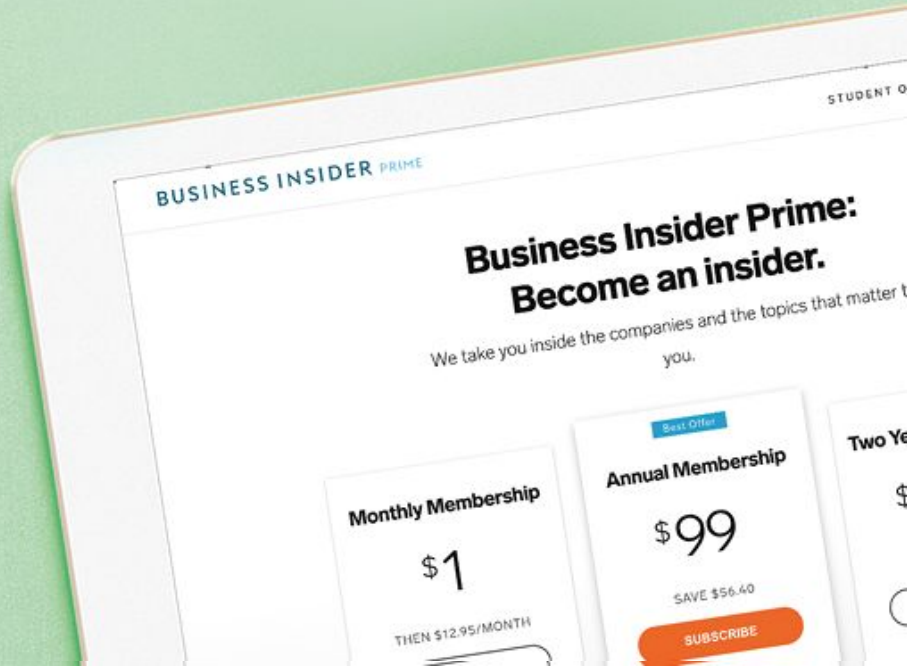 BUSINESS INSIDER PRIME
STUDENT
Business Insider Prime:
Become an insider.
We take you inside the companies and the topics that matter
you.
Best Offer
Monthly Membership
$1
THEN $12.95/MONTH
Annual Membership
$99
SAVE $56.40
SUBSCRIBE
Two
$